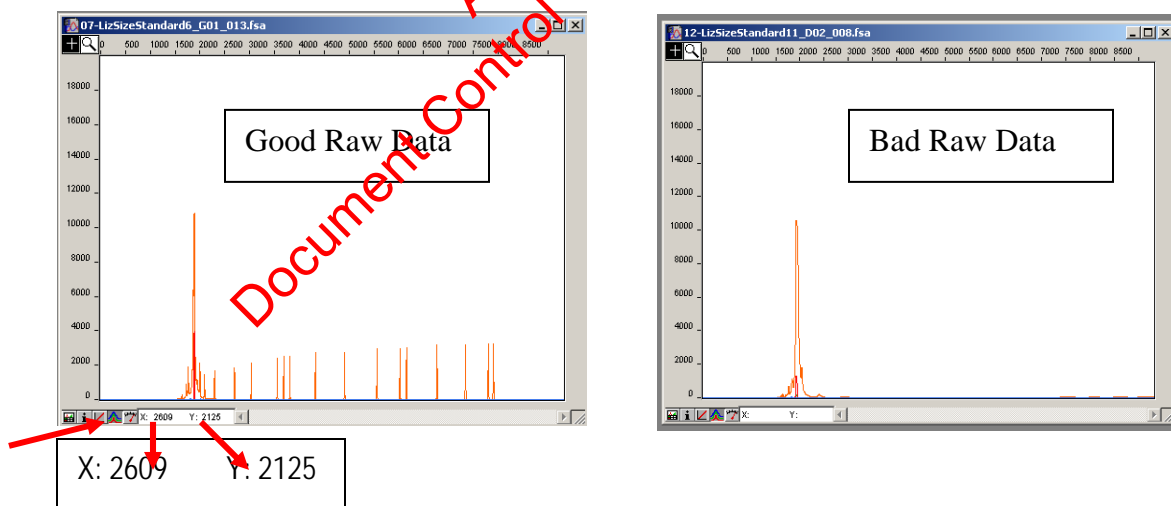 07-LizSizeStandard6_G01_013.fsa
0 500 1000 1500 2000 2500 3000 3500 4000 4500 5000 5500 6000 6500 7000 7500 8000 8500
18000
16000
14000
12000
10000
8000
6000
4000
2000
0
Good Raw Data
Document Control
X: 2609 Y: 2125
X: 2609 Y: 2125
12-LizSizeStandard11_D02_008.fsa
0 500 1000 1500 2000 2500 3000 3500 4000 4500 5000 5500 6000 6500 7000 7500 8000 8500
18000
16000
14000
12000
10000
8000
6000
4000
2000
0
Bad Raw Data
X: Y: